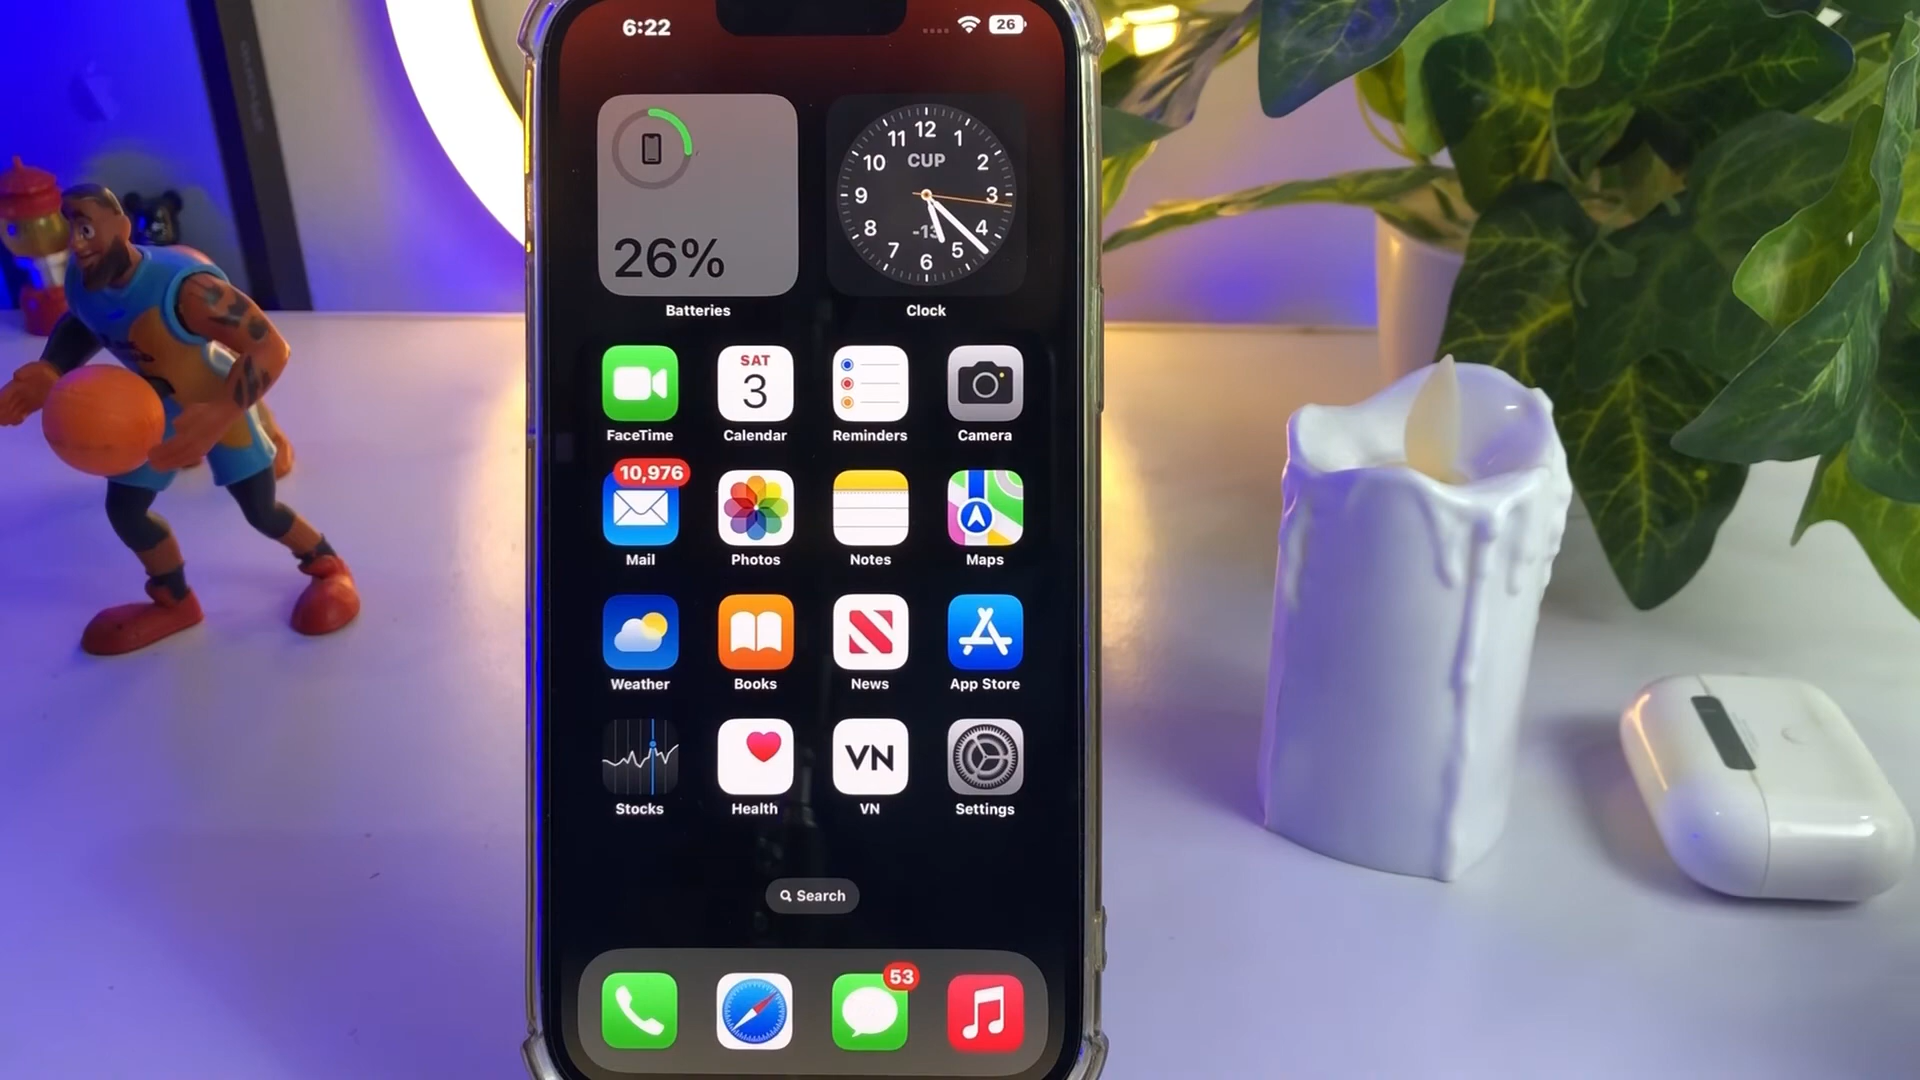 6:22
26
26%
Batteries
12
11 1
CUP
10 2
9 3
8 4
-13
7 5
6
Clock
SAT
3
FaceTime Calendar Reminders Camera
10,976
Mail Photos Notes Maps
Weather Books News App Store
VN
Stocks Health VN Settings
Search
53